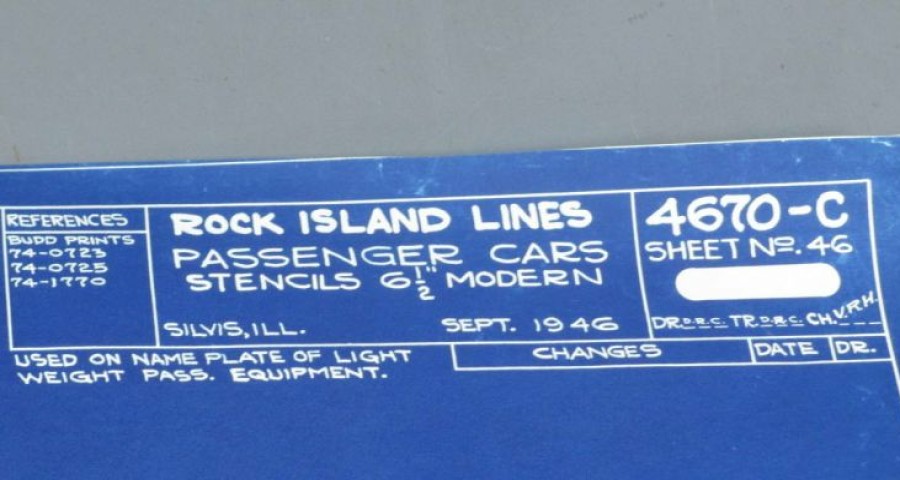 REFERENCES
BUDD PRINTS
74-0723
74-0725
74-1770
ROCK ISLAND LINES
PASSENGER CARS
STENCILS 6½" MODERN
SILVIS, ILL. SEPT. 1946
4670-C
SHEET NO. 46
DR. D.R.C. TR. D.R.C. CH. V.R.H.
USED ON NAME PLATE OF LIGHT
WEIGHT PASS. EQUIPMENT.
CHANGES DATE DR.